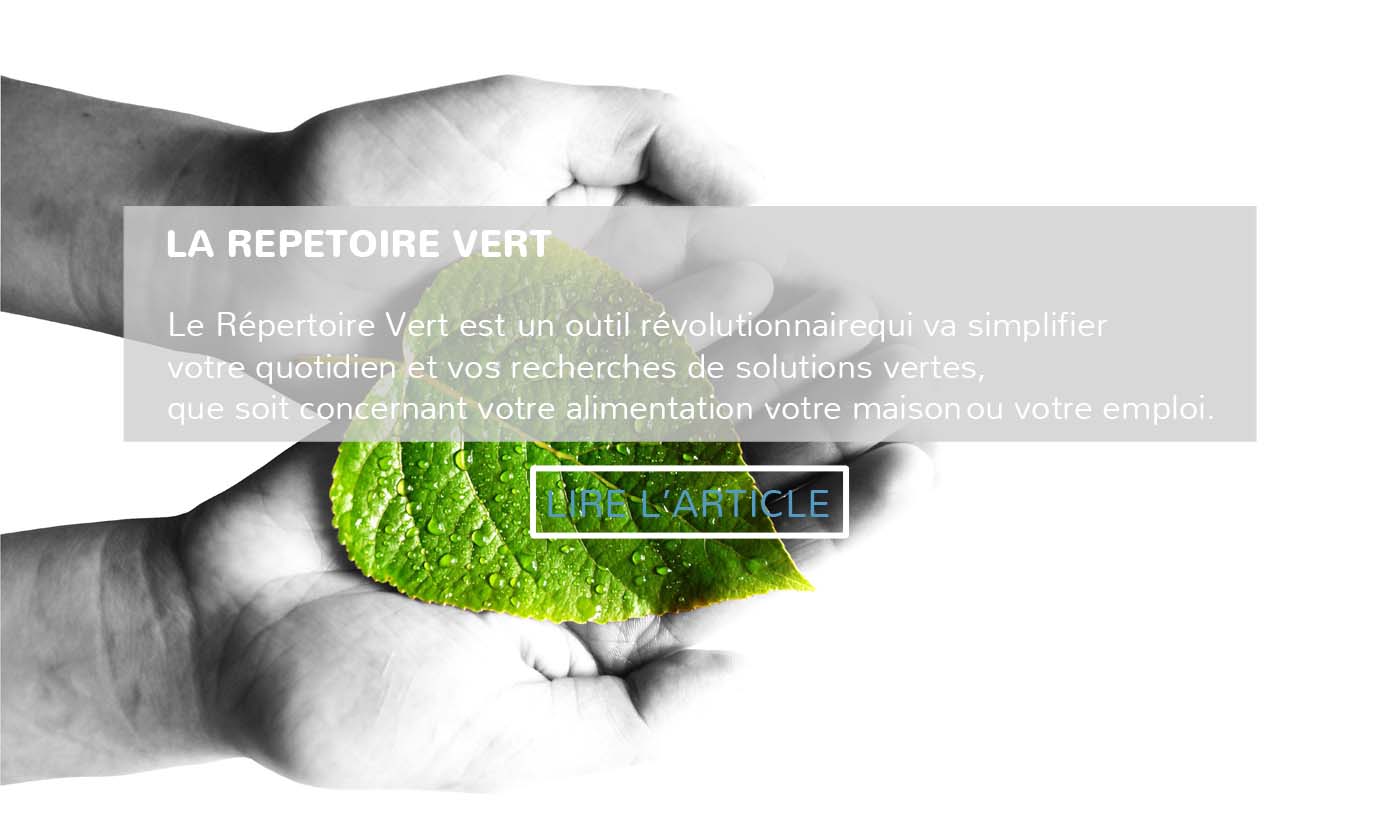 LA REPETOIRE VERT
Le Répertoire Vert est un outil révolutionnairequi va simplifier
votre quotidien et vos recherches de solutions vertes,
que soit concernant votre alimentation votre maison ou votre emploi.
LIRE L'ARTICLE